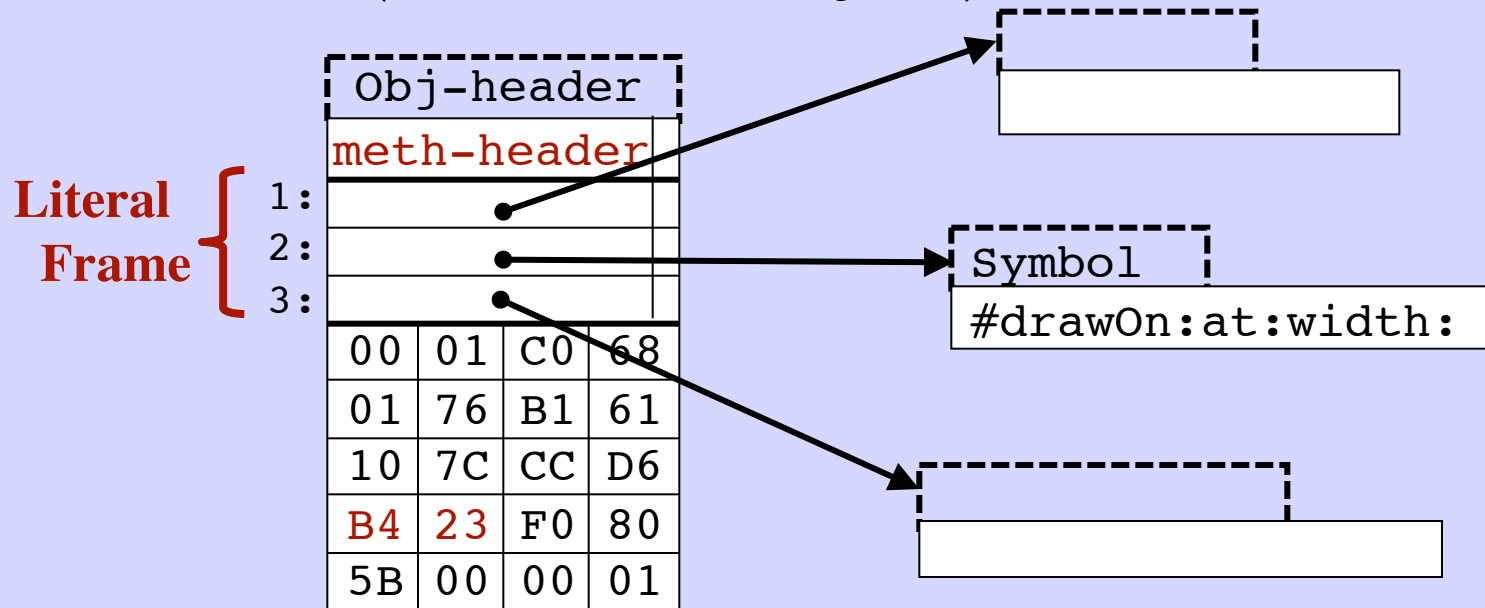 Obj-header
meth-header
Literal
Frame
1:
2:
3:
Symbol
#drawOn:at:width:
00 01 C0 68
01 76 B1 61
10 7C CC D6
B4 23 F0 80
5B 00 00 01